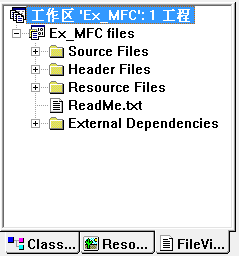 工作区 'Ex_MFC': 1 工程
Ex_MFC files
Source Files
Header Files
Resource Files
ReadMe.txt
External Dependencies
Class... Reso... FileVi...